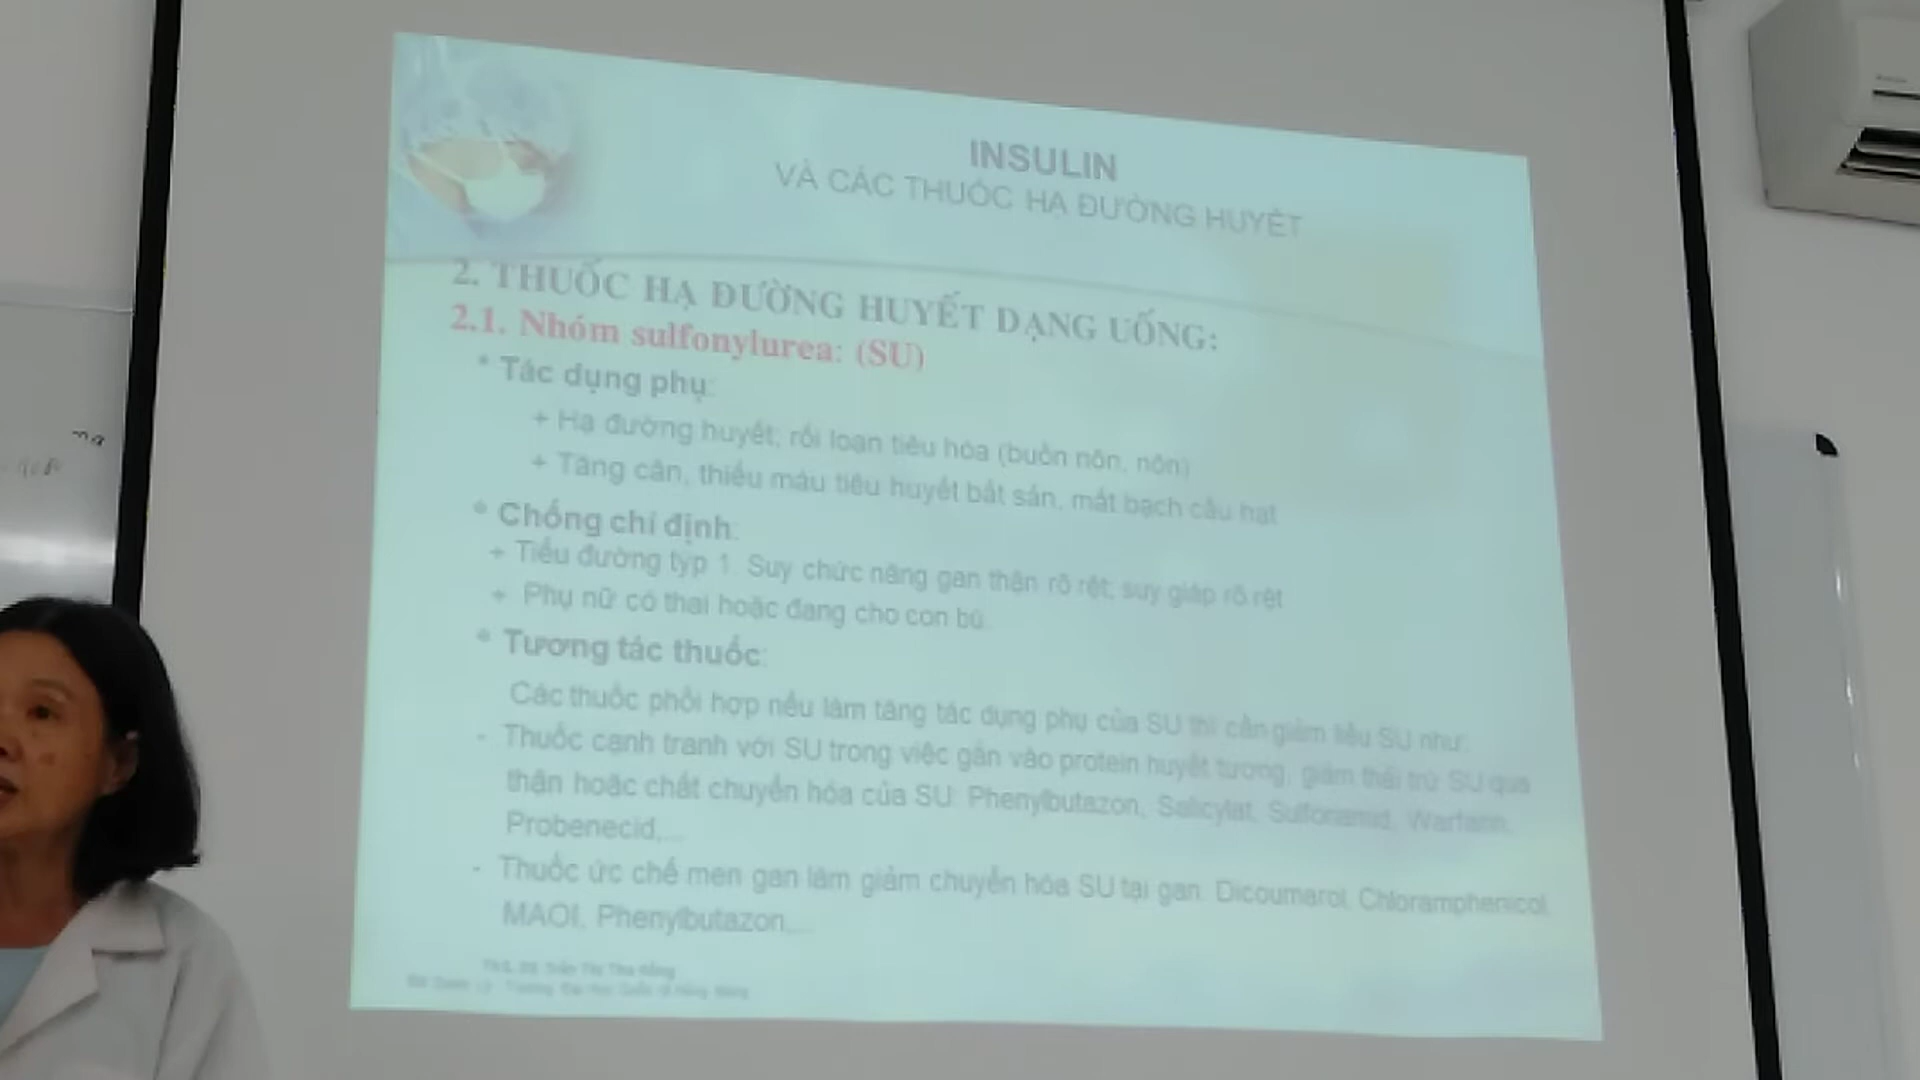 INSULIN
VÀ CÁC THUỐC HẠ ĐƯỜNG HUYẾT
2. THUỐC HẠ ĐƯỜNG HUYẾT DẠNG UỐNG:
2.1. Nhóm sulfonylurea: (SU)
* Tác dụng phụ:
+ Hạ đường huyết; rối loạn tiêu hóa (buồn nôn, nôn)
+ Tăng cân, thiếu máu tiêu huyết bất sản, mất bạch cầu hạt
* Chống chỉ định:
+ Tiểu đường typ 1. Suy chức năng gan thận rõ rệt; suy giáp rõ rệt
+ Phụ nữ có thai hoặc đang cho con bú.
* Tương tác thuốc:
Các thuốc phối hợp nếu làm tăng tác dụng phụ của SU thì cần giảm liều SU như:
- Thuốc cạnh tranh với SU trong việc gắn vào protein huyết tương, giảm thải trừ SU qua
thận hoặc chất chuyển hóa của SU: Phenylbutazon, Salicylat, Sulfonamid, Warfarin,
Probenecid,...
- Thuốc ức chế men gan làm giảm chuyển hóa SU tại gan: Dicoumarol, Chloramphenicol,
MAOI, Phenylbutazon,...